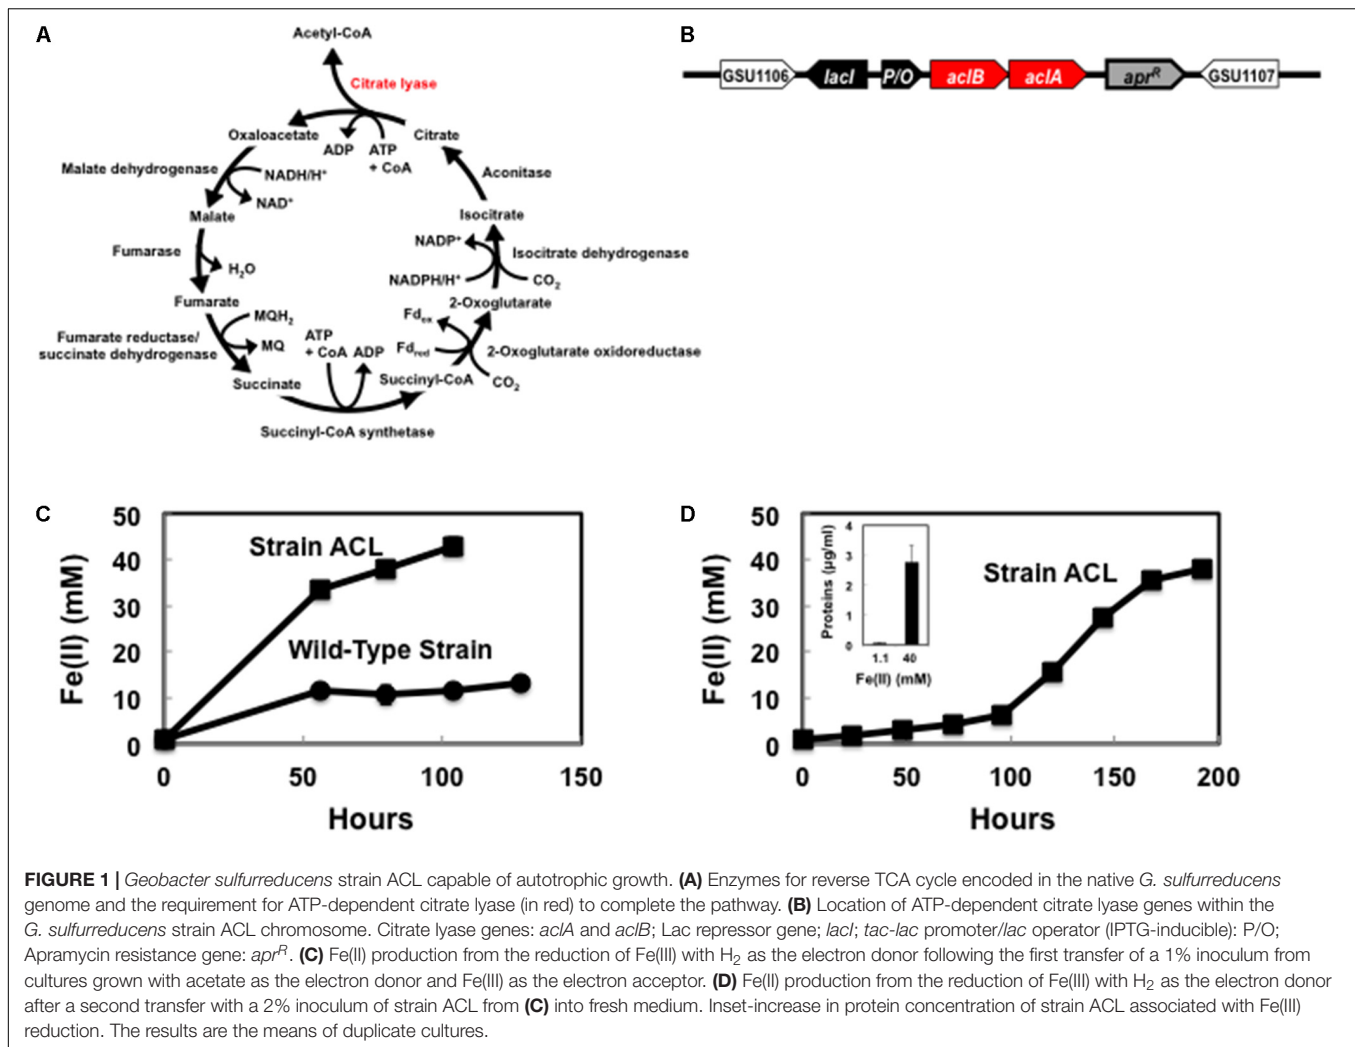 A
Acetyl-CoA
Citrate lyase
Oxaloacetate
Citrate
ADP
ATP
+ CoA
Malate dehydrogenase
NADH/H⁺
NAD⁺
Aconitase
Malate
Isocitrate
Fumarase
H₂O
NADP⁺
Isocitrate dehydrogenase
NADPH/H⁺
CO₂
Fumarate
2-Oxoglutarate
MQH₂
Fd_ox
Fumarate reductase/
succinate dehydrogenase
MQ
ATP
+ CoA ADP
Fd_red
2-Oxoglutarate oxidoreductase
Succinate
Succinyl-CoA
CO₂
Succinyl-CoA synthetase
B
GSU1106 lacI P/O aclB aclA apr^R GSU1107
C
Fe(II) (mM)
50
40
30
20
10
0
Strain ACL
Wild-Type Strain
0 50 100 150
Hours
D
Fe(II) (mM)
50
40
30
20
10
0
Proteins (µg/ml)
4
3
2
1
0
1.1 40
Fe(II) (mM)
Strain ACL
0 50 100 150 200
Hours
FIGURE 1 | Geobacter sulfurreducens strain ACL capable of autotrophic growth. (A) Enzymes for reverse TCA cycle encoded in the native G. sulfurreducens
genome and the requirement for ATP-dependent citrate lyase (in red) to complete the pathway. (B) Location of ATP-dependent citrate lyase genes within the
G. sulfurreducens strain ACL chromosome. Citrate lyase genes: aclA and aclB; Lac repressor gene; lacI; tac-lac promoter/lac operator (IPTG-inducible): P/O;
Apramycin resistance gene: apr^R. (C) Fe(II) production from the reduction of Fe(III) with H₂ as the electron donor following the first transfer of a 1% inoculum from
cultures grown with acetate as the electron donor and Fe(III) as the electron acceptor. (D) Fe(II) production from the reduction of Fe(III) with H₂ as the electron donor
after a second transfer with a 2% inoculum of strain ACL from (C) into fresh medium. Inset-increase in protein concentration of strain ACL associated with Fe(III)
reduction. The results are the means of duplicate cultures.